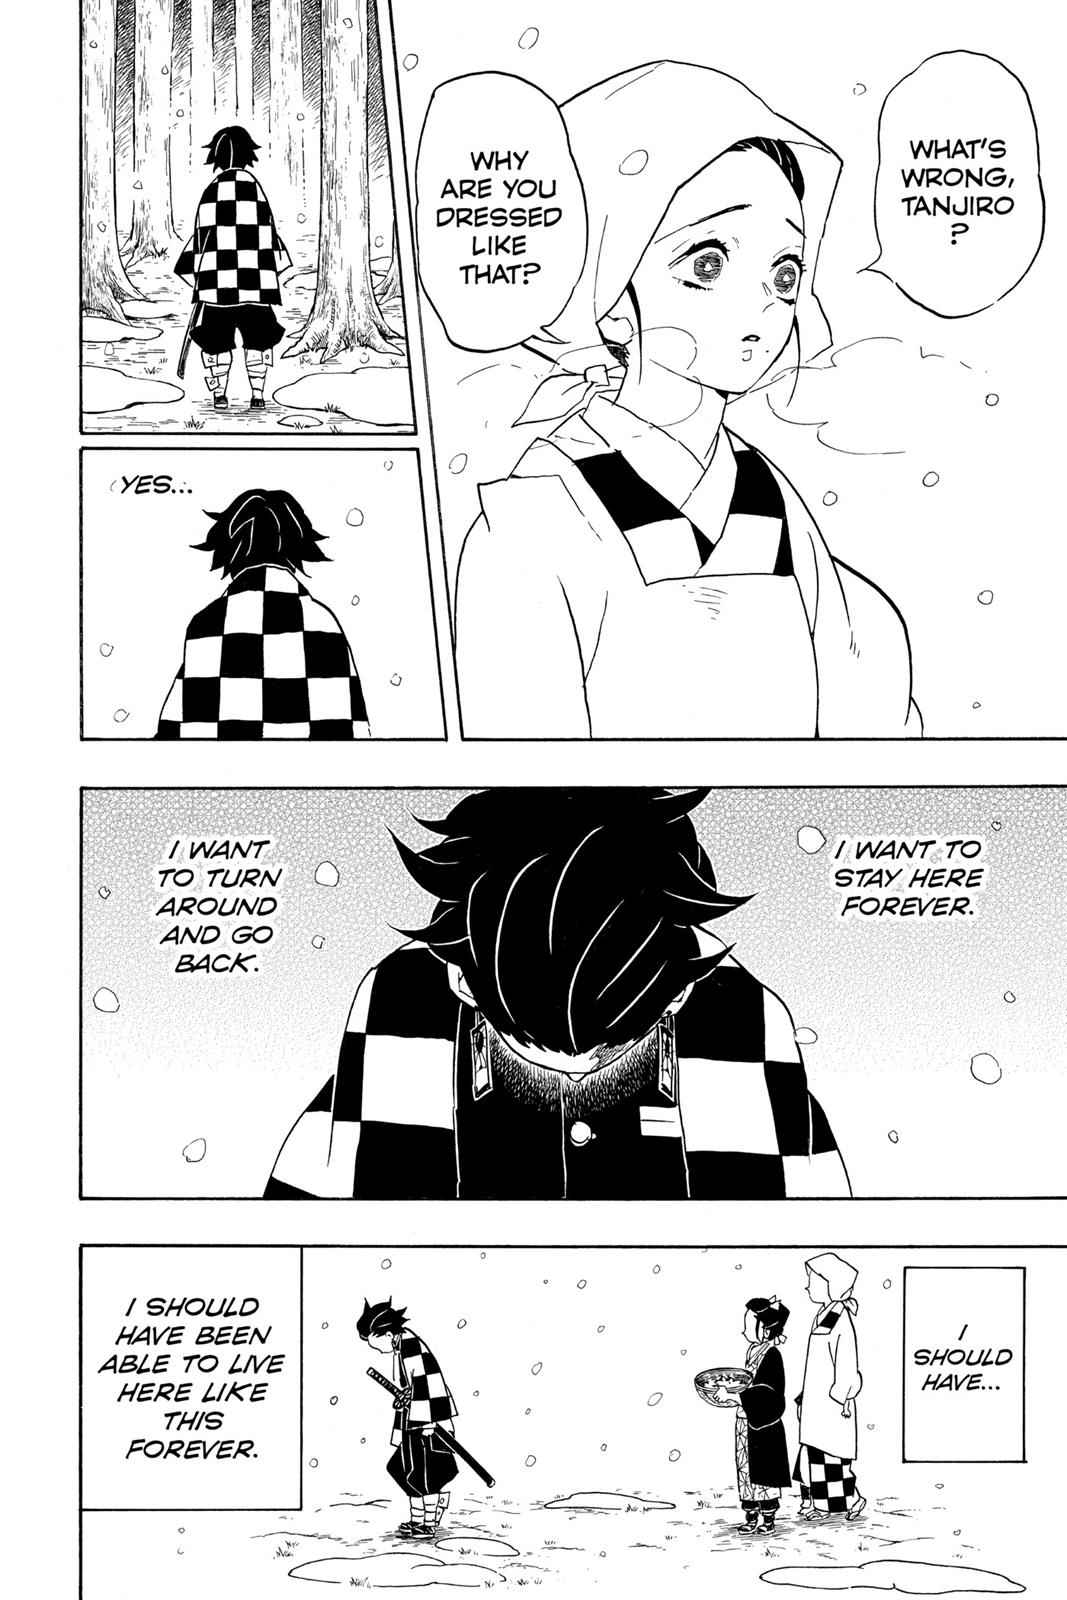 WHAT'S
WRONG,
TANJIRO
?
WHY
ARE YOU
DRESSED
LIKE
THAT?
YES...
I WANT TO
STAY HERE
FOREVER.
I WANT
TO TURN
AROUND
AND GO
BACK.
I
SHOULD
HAVE...
I SHOULD
HAVE BEEN
ABLE TO LIVE
HERE LIKE
THIS
FOREVER.